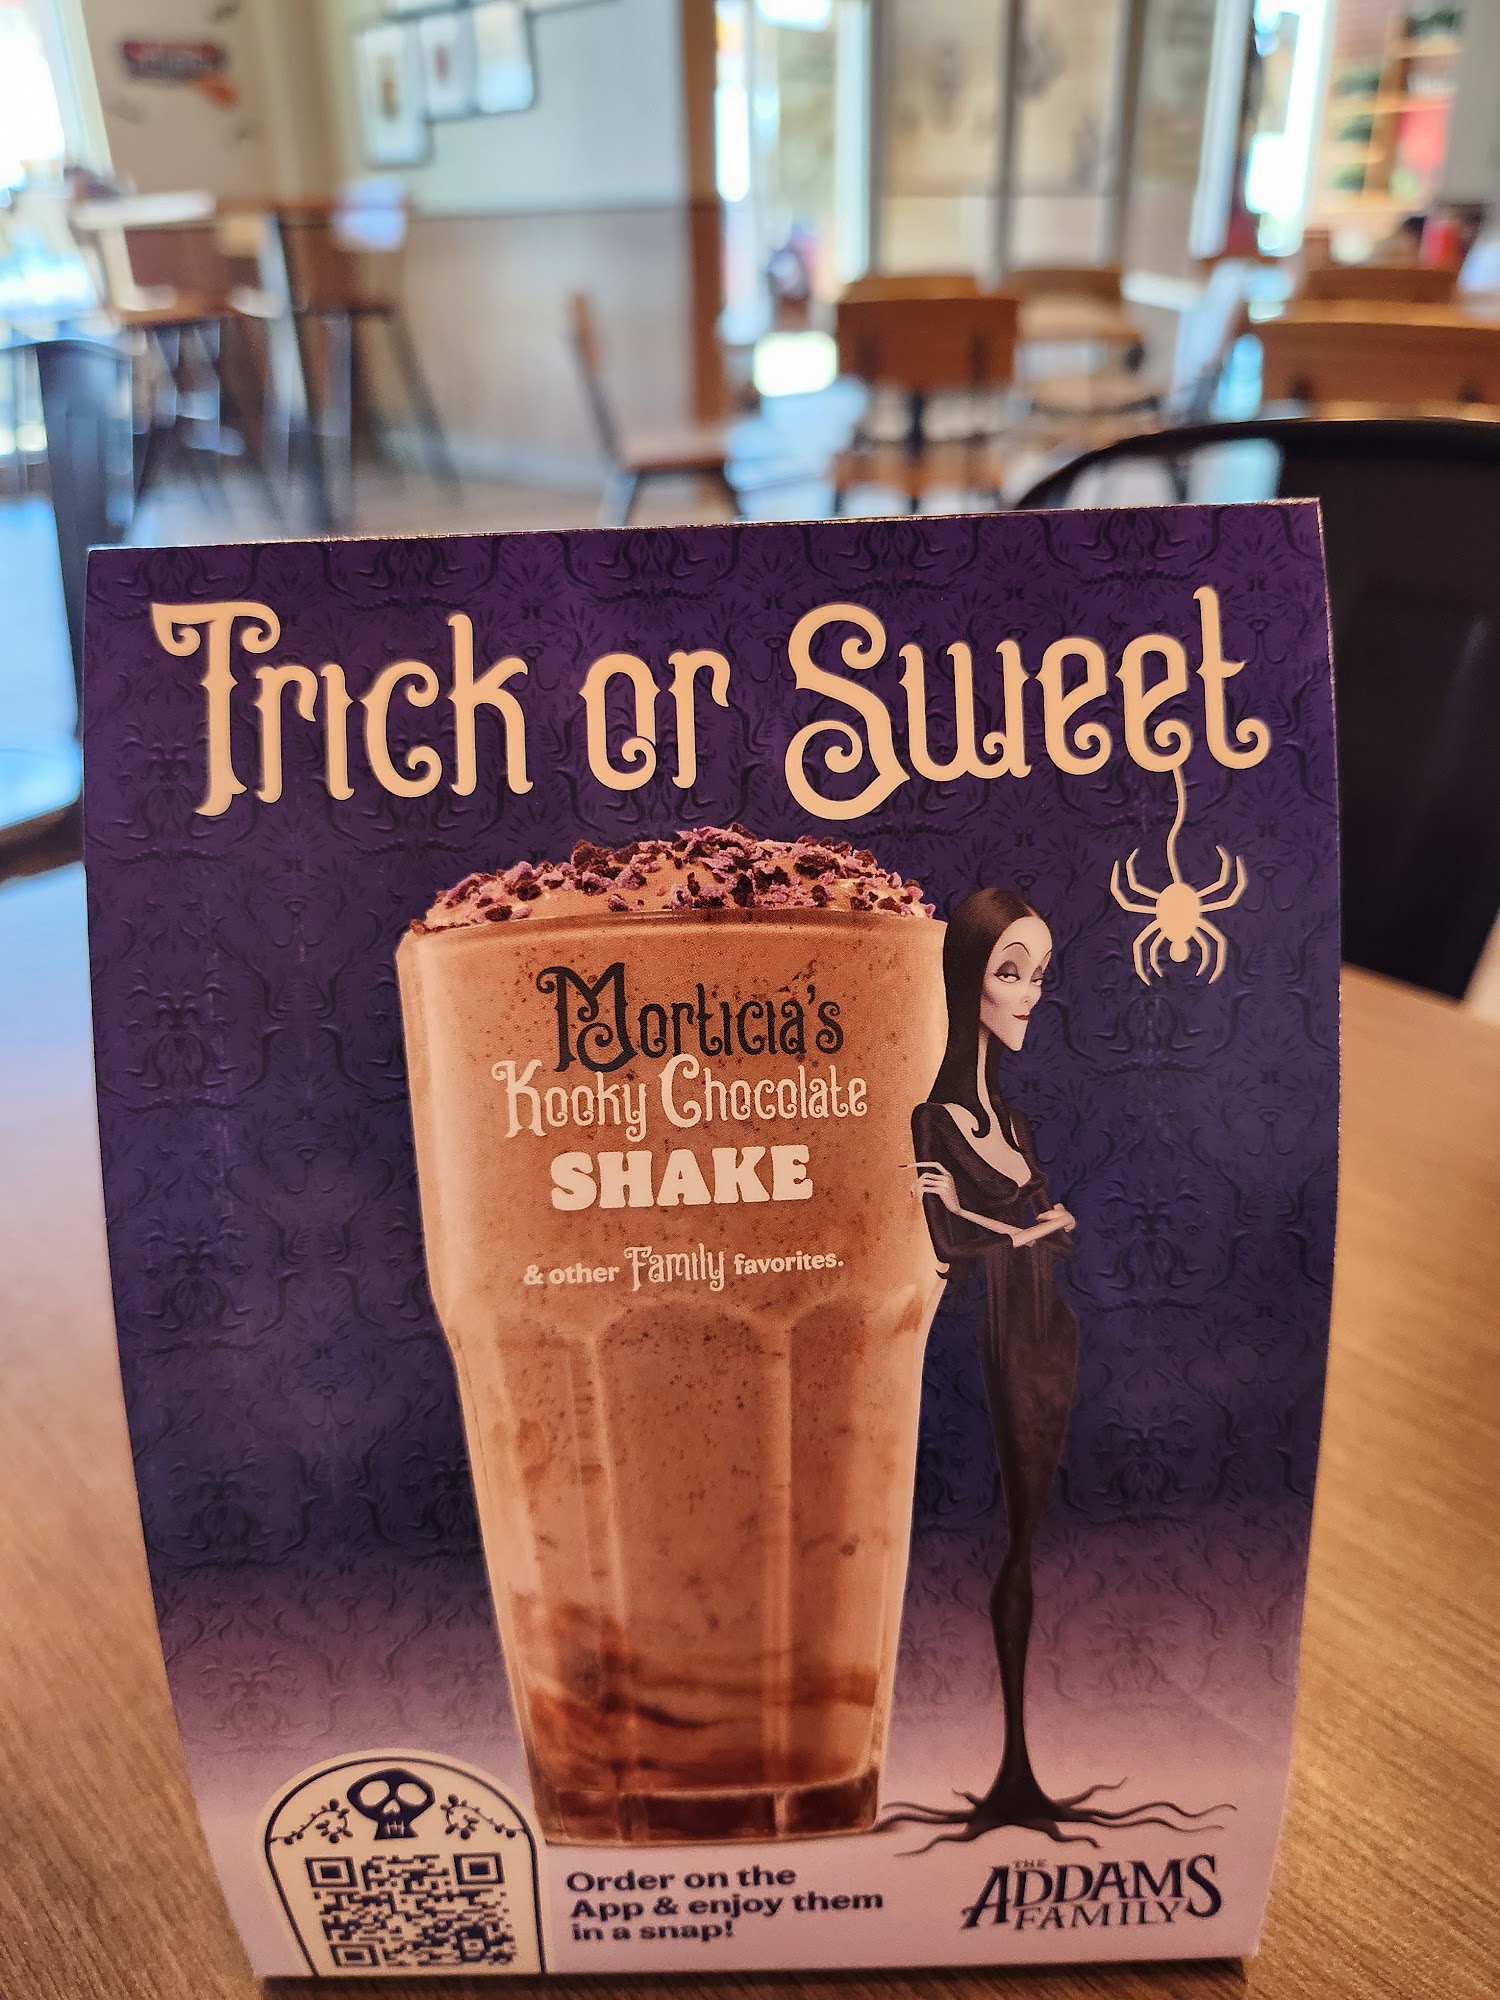 Trick or Sweet
Morticia's
Kooky Chocolate
SHAKE
& other Family favorites.
Order on the
App & enjoy them
in a snap!
THE
ADDAMS
FAMILY